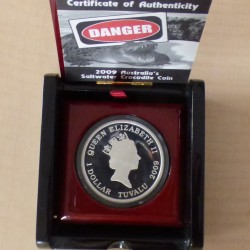 Certificate of Authenticity
DANGER
2009 Australia's
Saltwater Crocodile Coin
QUEEN ELIZABETH II
1 DOLLAR TUVALU 2009